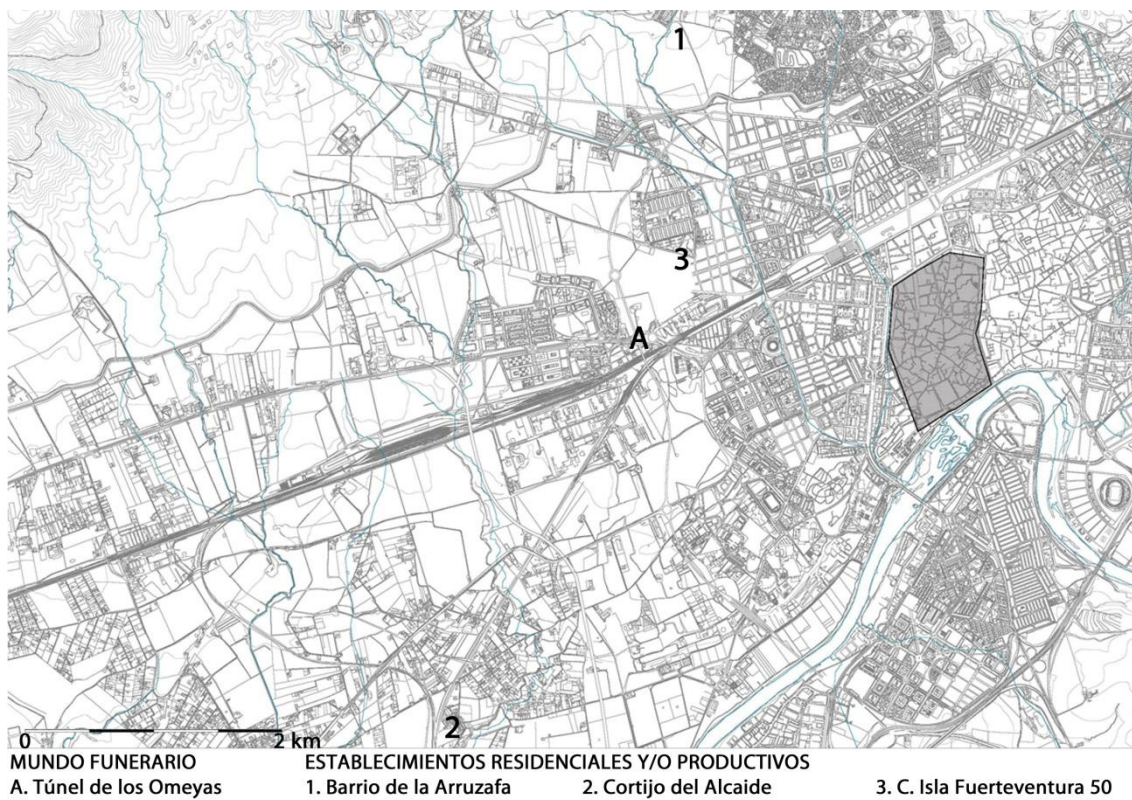 1
3
A
2
0 2 km
MUNDO FUNERARIO ESTABLECIMIENTOS RESIDENCIALES Y/O PRODUCTIVOS
A. Túnel de los Omeyas 1. Barrio de la Arruzafa 2. Cortijo del Alcaide 3. C. Isla Fuerteventura 50